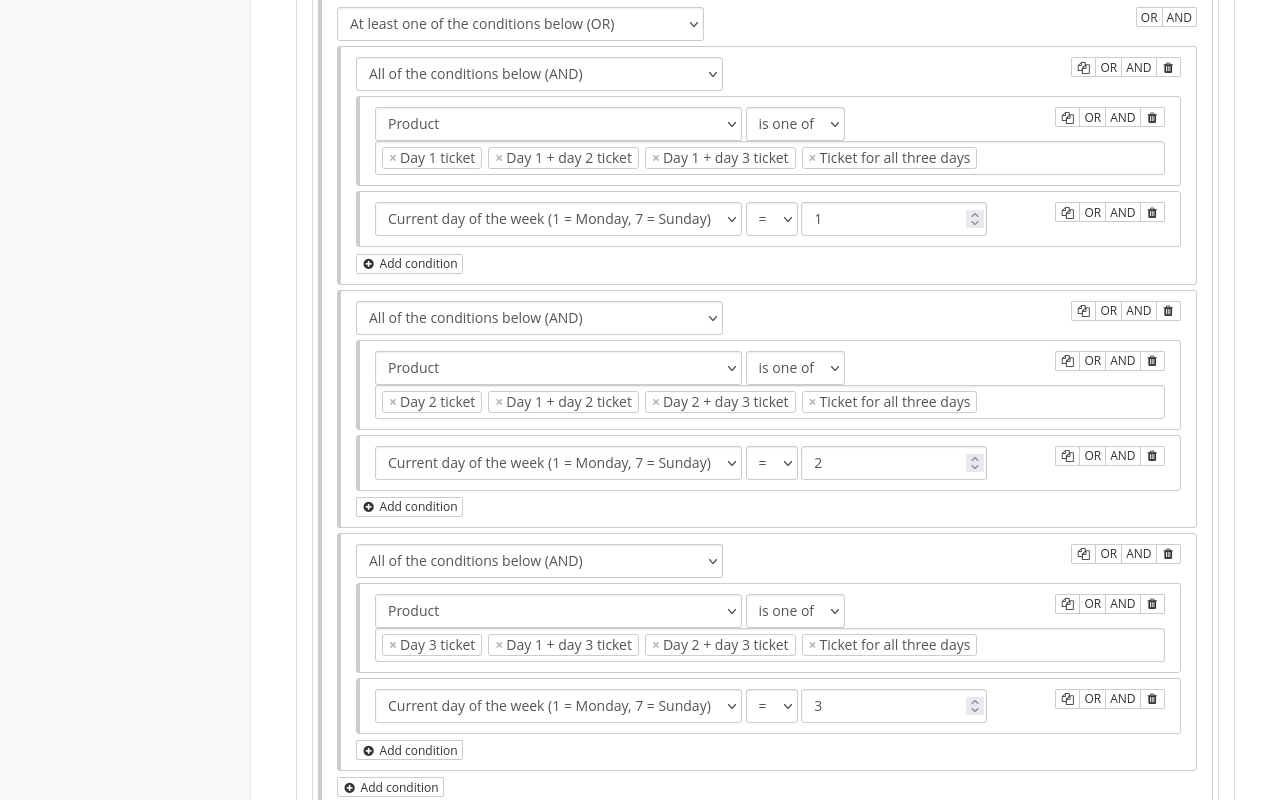 At least one of the conditions below (OR) OR AND
All of the conditions below (AND) OR AND
Product is one of OR AND
× Day 1 ticket × Day 1 + day 2 ticket × Day 1 + day 3 ticket × Ticket for all three days
Current day of the week (1 = Monday, 7 = Sunday) = 1 OR AND
Add condition
All of the conditions below (AND) OR AND
Product is one of OR AND
× Day 2 ticket × Day 1 + day 2 ticket × Day 2 + day 3 ticket × Ticket for all three days
Current day of the week (1 = Monday, 7 = Sunday) = 2 OR AND
Add condition
All of the conditions below (AND) OR AND
Product is one of OR AND
× Day 3 ticket × Day 1 + day 3 ticket × Day 2 + day 3 ticket × Ticket for all three days
Current day of the week (1 = Monday, 7 = Sunday) = 3 OR AND
Add condition
Add condition